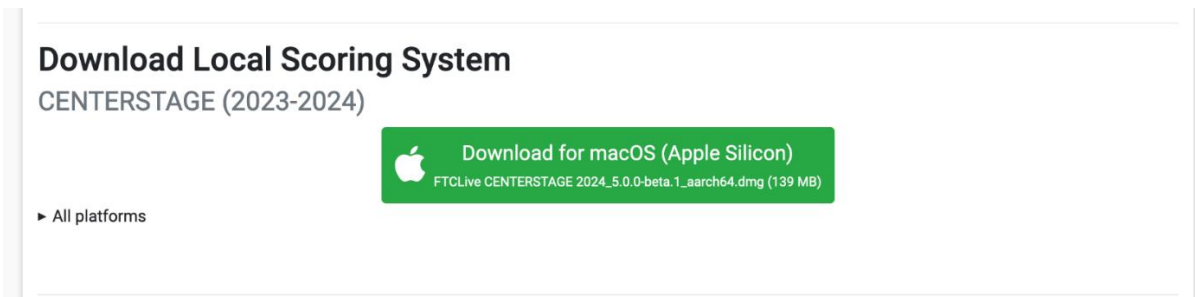 Download Local Scoring System
CENTERSTAGE (2023-2024)
Download for macOS (Apple Silicon)
FTCLive CENTERSTAGE 2024_5.0.0-beta.1_aarch64.dmg (139 MB)
▸ All platforms